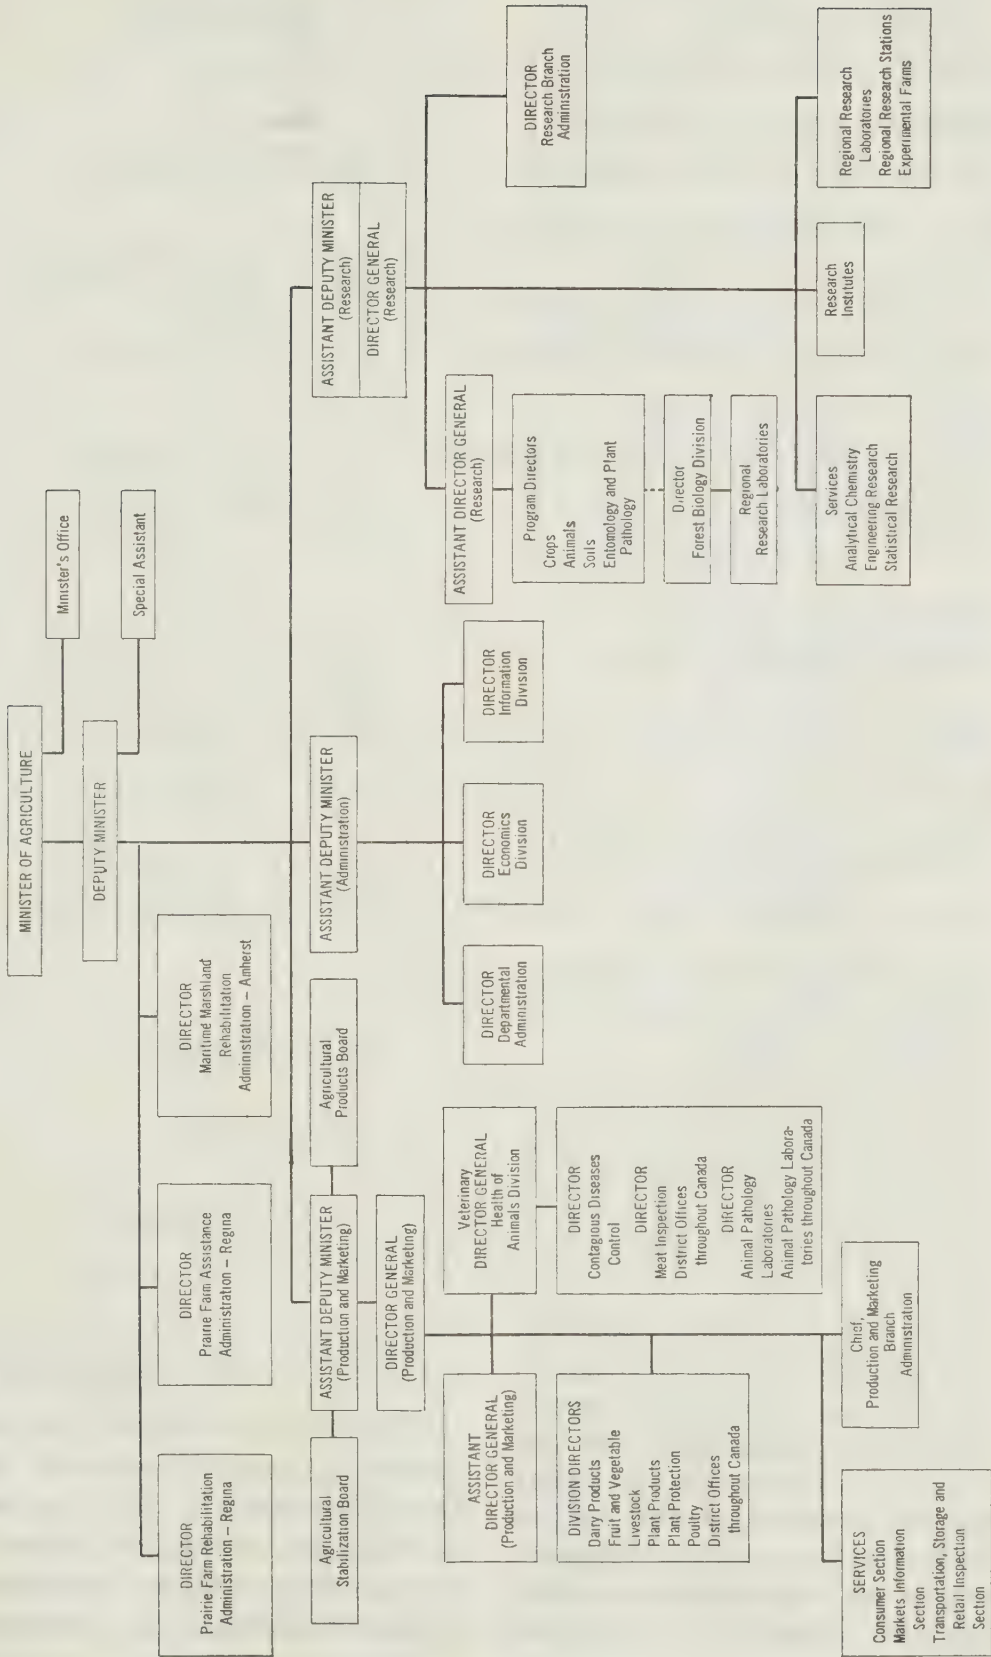 MINISTER OF AGRICULTURE
Minister's Office
DEPUTY MINISTER
Special Assistant
DIRECTOR
Prairie Farm Rehabilitation
Administration – Regina
DIRECTOR
Prairie Farm Assistance
Administration – Regina
DIRECTOR
Maritime Marshland
Rehabilitation
Administration – Amherst
Agricultural
Stabilization Board
ASSISTANT DEPUTY MINISTER
(Production and Marketing)
Agricultural
Products Board
ASSISTANT DEPUTY MINISTER
(Administration)
ASSISTANT DEPUTY MINISTER
(Research)
DIRECTOR GENERAL
(Research)
DIRECTOR GENERAL
(Production and Marketing)
ASSISTANT
DIRECTOR GENERAL
(Production and Marketing)
Veterinary
DIRECTOR GENERAL
Health of
Animals Division
DIRECTOR
Departmental
Administration
DIRECTOR
Economics
Division
DIRECTOR
Information
Division
ASSISTANT DIRECTOR GENERAL
(Research)
DIRECTOR
Research Branch
Administration
DIVISION DIRECTORS
Dairy Products
Fruit and Vegetable
Livestock
Plant Products
Plant Protection
Poultry
District Offices
throughout Canada
DIRECTOR
Contagious Diseases
Control
DIRECTOR
Meat Inspection
District Offices
throughout Canada
DIRECTOR
Animal Pathology
Laboratories
Animal Pathology Labora-
tories throughout Canada
Program Directors
Crops
Animals
Soils
Entomology and Plant
Pathology
Director
Forest Biology Division
Regional
Research Laboratories
SERVICES
Consumer Section
Markets Information
Section
Transportation, Storage and
Retail Inspection
Section
Chief,
Production and Marketing
Branch
Administration
Services
Analytical Chemistry
Engineering Research
Statistical Research
Research
Institutes
Regional Research
Laboratories
Regional Research Stations
Experimental Farms